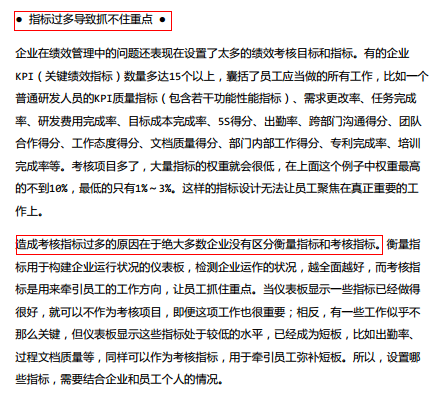 ● 指标过多导致抓不住重点 ●
企业在绩效管理中的问题还表现在设置了太多的绩效考核目标和指标。有的企业
KPI（关键绩效指标）数量多达15个以上，囊括了员工应当做的所有工作，比如一个
普通研发人员的KPI质量指标（包含若干功能性能指标）、需求更改率、任务完成
率、研发费用完成率、目标成本完成率、5S得分、出勤率、跨部门沟通得分、团队
合作得分、工作态度得分、文档质量得分、部门内部工作得分、专利完成率、培训
完成率等。考核项目多了，大量指标的权重就会很低，在上面这个例子中权重最高
的不到10%，最低的只有1%～3%。这样的指标设计无法让员工聚焦在真正重要的工
作上。
造成考核指标过多的原因在于绝大多数企业没有区分衡量指标和考核指标。衡量指
标用于构建企业运行状况的仪表板，检测企业运作的状况，越全面越好，而考核指
标是用来牵引员工的工作方向，让员工抓住重点。当仪表板显示一些指标已经做得
很好，就可以不作为考核项目，即便这项工作也很重要；相反，有一些工作似乎不
那么关键，但仪表板显示这些指标处于较低的水平，已经成为短板，比如出勤率、
过程文档质量等，同样可以作为考核指标，用于牵引员工弥补短板。所以，设置哪
些指标，需要结合企业和员工个人的情况。